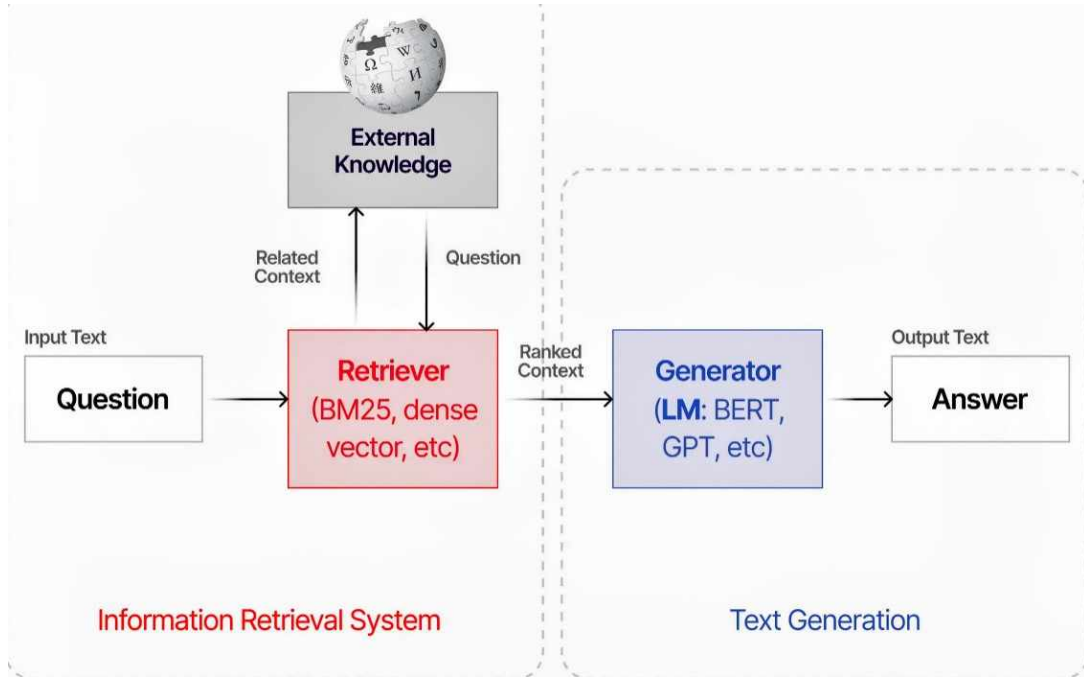 Ω
W
維
И
External
Knowledge
Related
Context
Question
Input Text
Question
Retriever
(BM25, dense
vector, etc)
Ranked
Context
Generator
(LM: BERT,
GPT, etc)
Output Text
Answer
Information Retrieval System
Text Generation